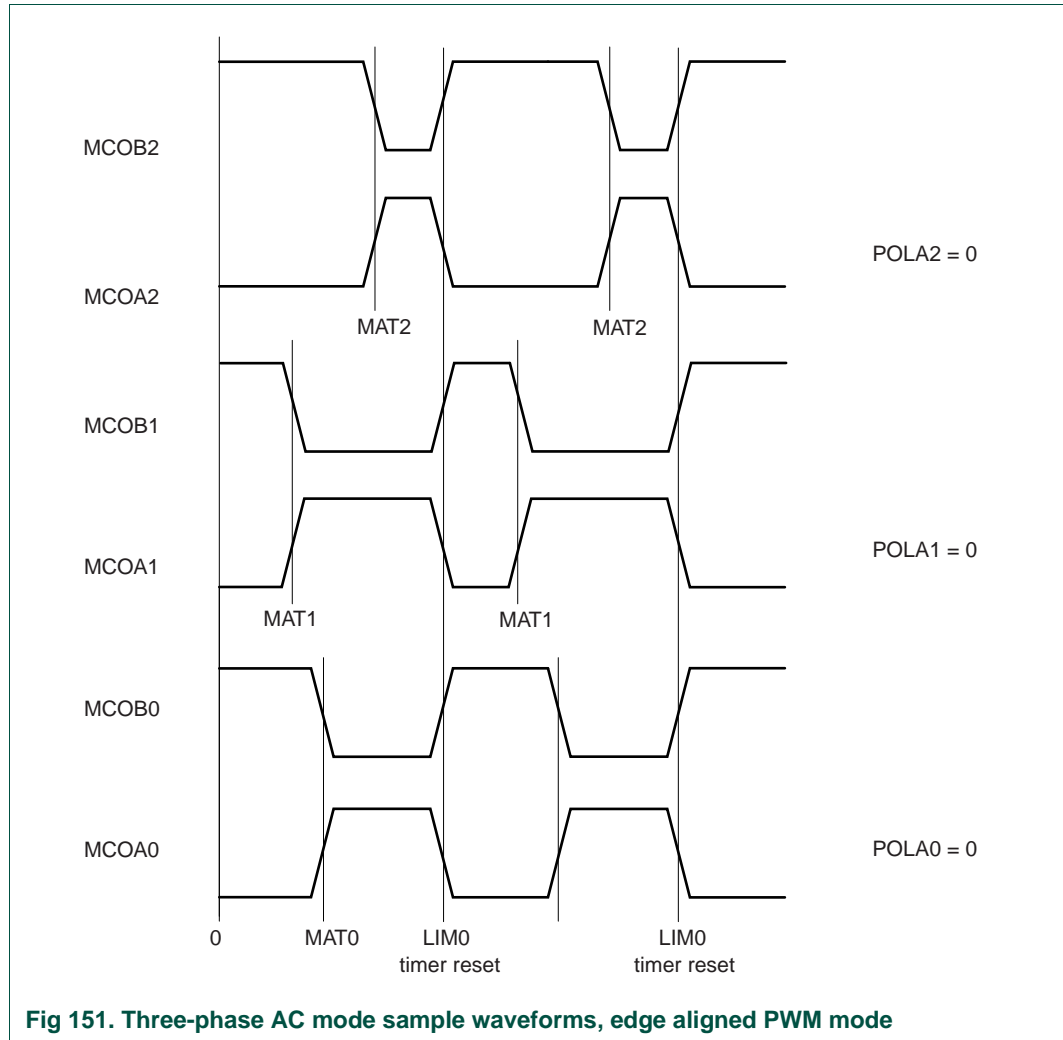 MCOB2
POLA2 = 0
MCOA2
MAT2
MAT2
MCOB1
POLA1 = 0
MCOA1
MAT1
MAT1
MCOB0
MCOA0
POLA0 = 0
0
MAT0
LIM0
timer reset
LIM0
timer reset
Fig 151. Three-phase AC mode sample waveforms, edge aligned PWM mode